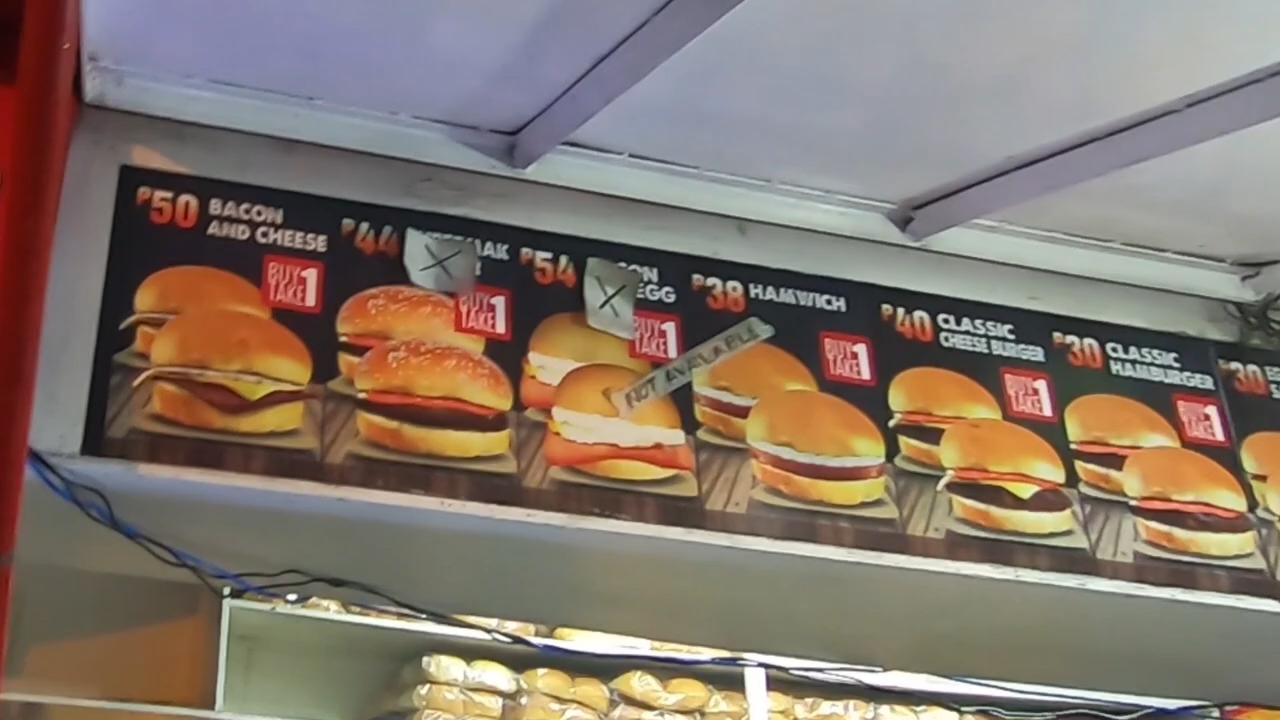 ₱50 BACON
AND CHEESE
BUY 1
TAKE
₱44
X
BUY 1
TAKE
₱54
X
EGG
BUY 1
TAKE
NOT AVAILABLE
₱38 HAMWICH
BUY 1
TAKE
₱40 CLASSIC
CHEESE BURGER
BUY 1
TAKE
₱30 CLASSIC
HAMBURGER
BUY 1
TAKE
₱30